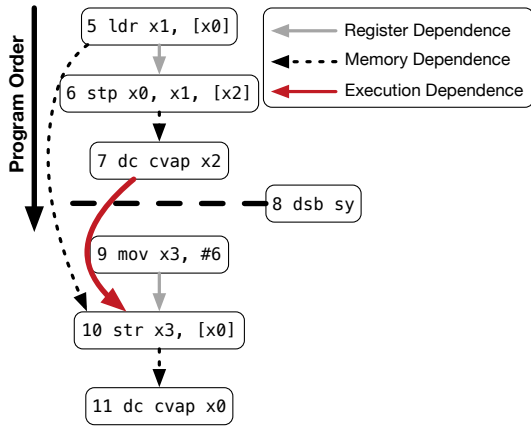 Program Order
5 ldr x1, [x0]
6 stp x0, x1, [x2]
7 dc cvap x2
8 dsb sy
9 mov x3, #6
10 str x3, [x0]
11 dc cvap x0
Register Dependence
Memory Dependence
Execution Dependence